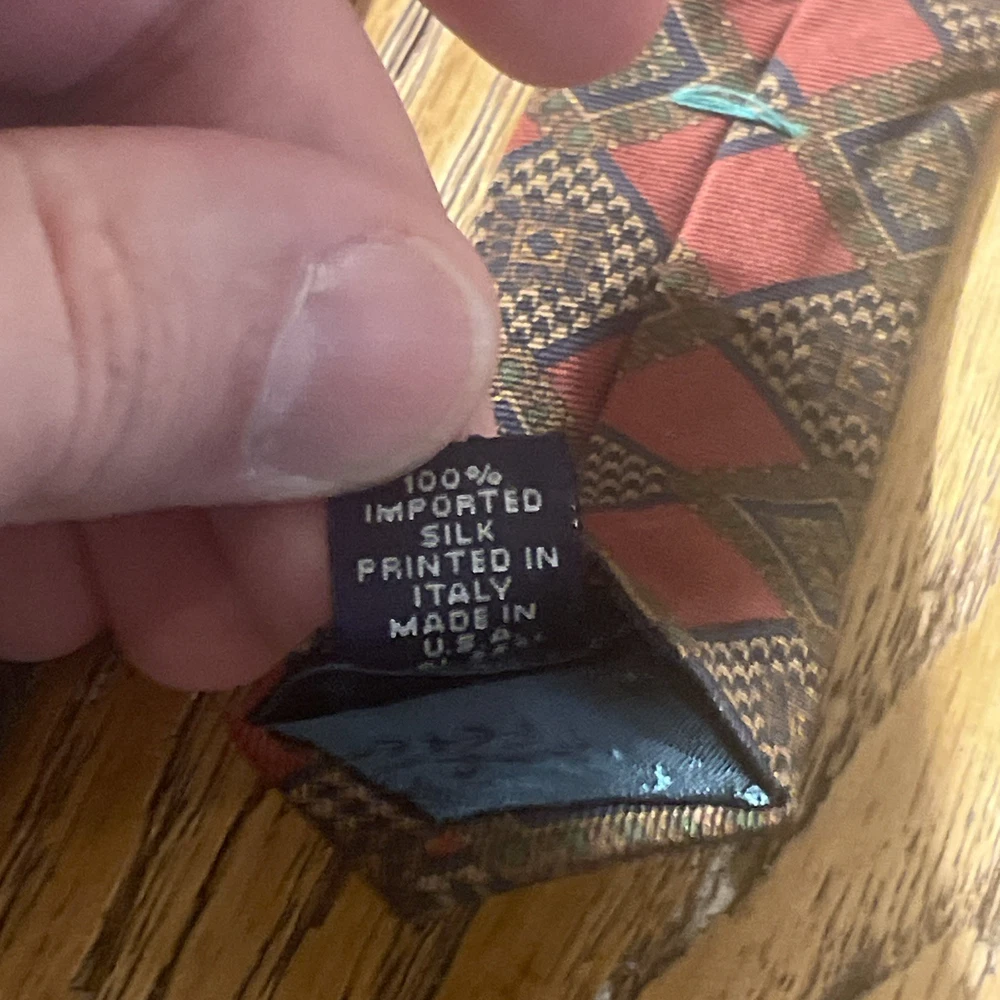 100%
IMPORTED
SILK
PRINTED IN
ITALY
MADE IN
U.S.A.